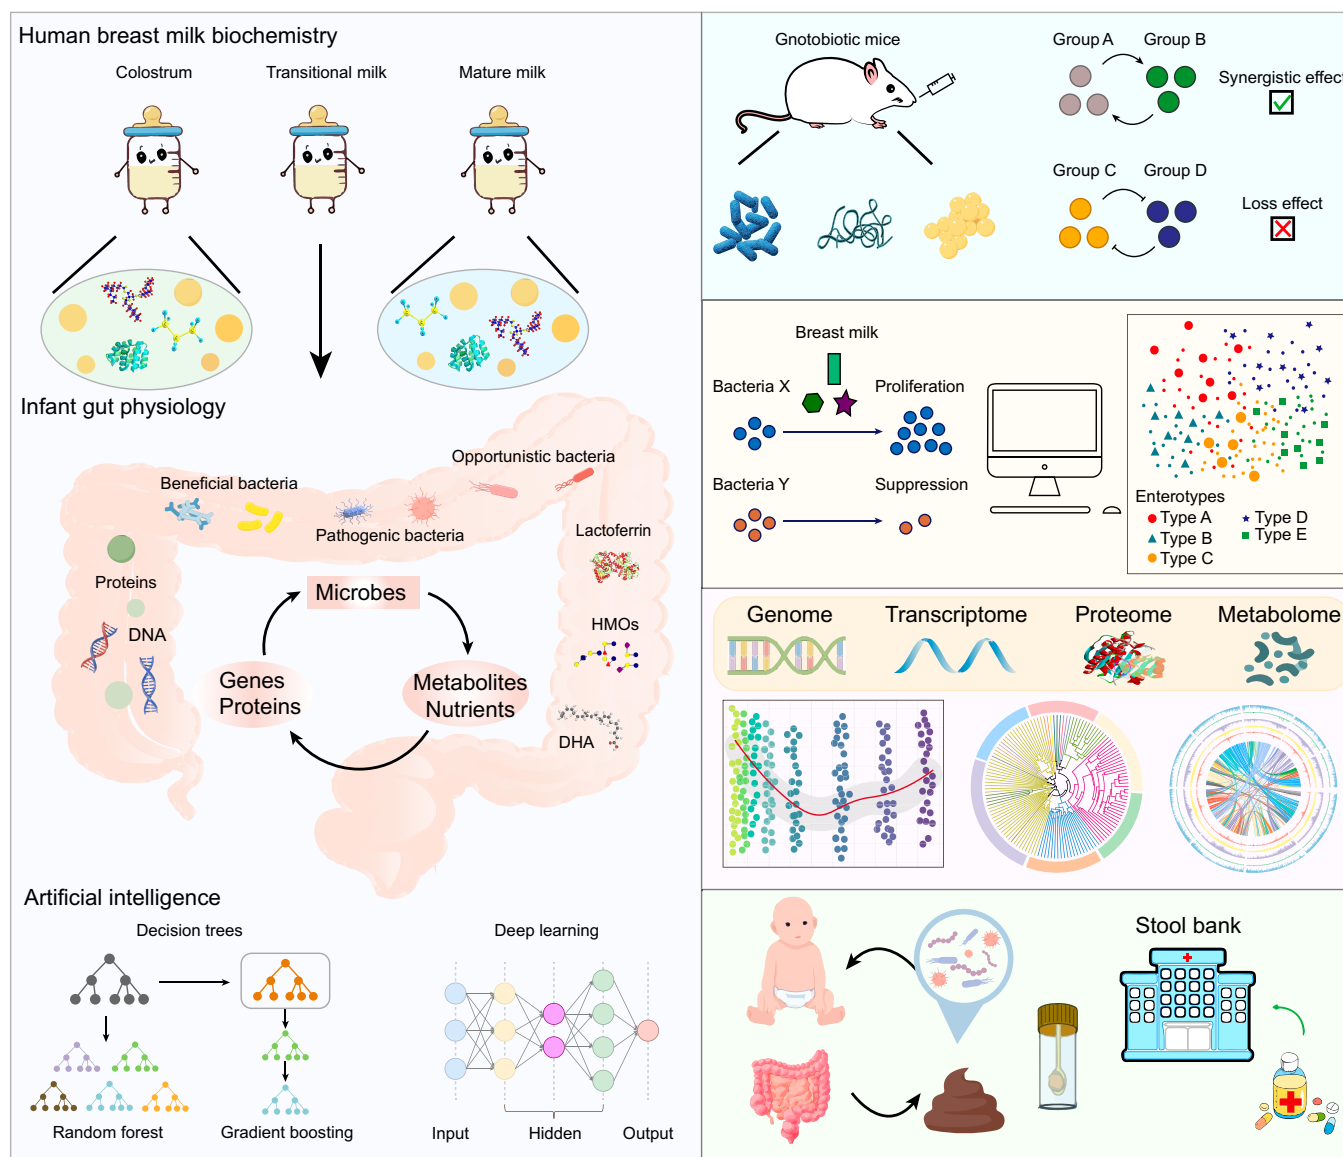 Human breast milk biochemistry
Colostrum
Transitional milk
Mature milk
Infant gut physiology
Opportunistic bacteria
Beneficial bacteria
Pathogenic bacteria
Lactoferrin
Proteins
DNA
Microbes
HMOs
Genes
Proteins
Metabolites
Nutrients
DHA
Artificial intelligence
Decision trees
Deep learning
Random forest
Gradient boosting
Input
Hidden
Output
Gnotobiotic mice
Group A
Group B
Synergistic effect
Group C
Group D
Loss effect
Breast milk
Bacteria X
Proliferation
Bacteria Y
Suppression
Enterotypes
Type A
Type D
Type B
Type E
Type C
Genome
Transcriptome
Proteome
Metabolome
Stool bank